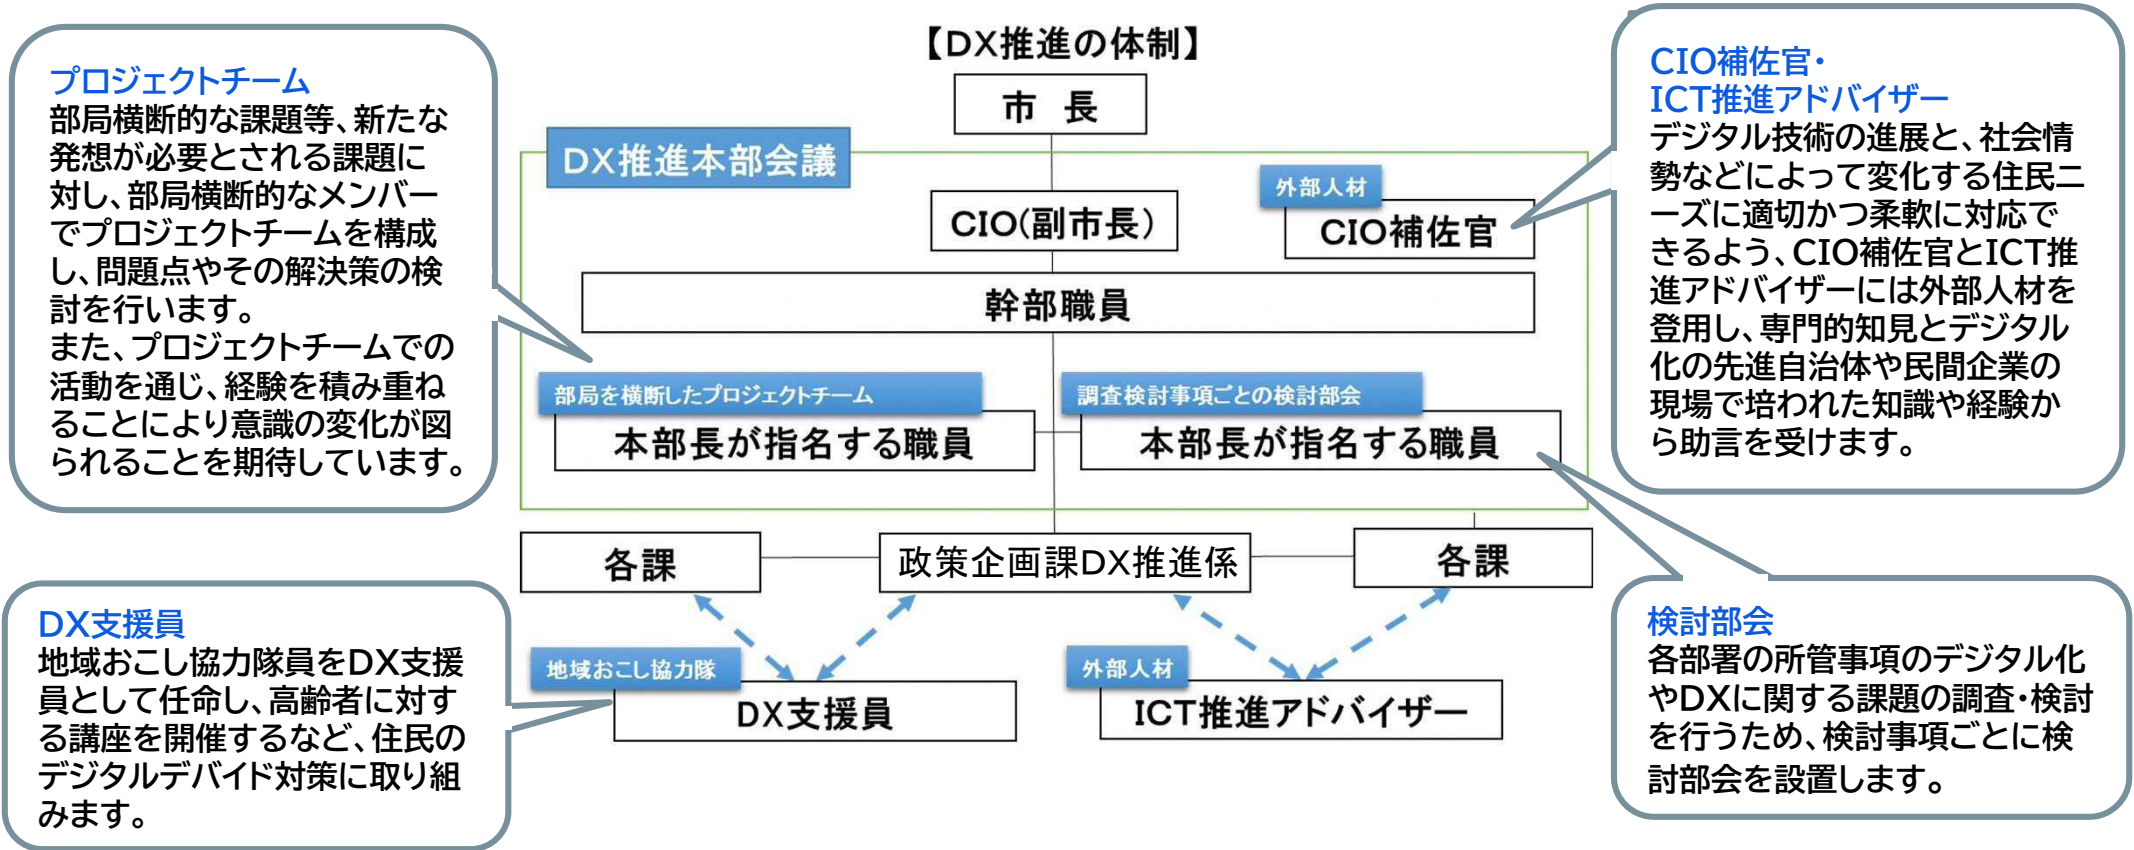 【DX推進の体制】
プロジェクトチーム
部局横断的な課題等、新たな
発想が必要とされる課題に
対し、部局横断的なメンバー
でプロジェクトチームを構成
し、問題点やその解決策の検
討を行います。
また、プロジェクトチームでの
活動を通じ、経験を積み重ね
ることにより意識の変化が図
られることを期待しています。
市 長
DX推進本部会議
CIO(副市長)
外部人材
CIO補佐官
幹部職員
部局を横断したプロジェクトチーム
本部長が指名する職員
調査検討事項ごとの検討部会
本部長が指名する職員
各課
政策企画課DX推進係
各課
地域おこし協力隊
DX支援員
外部人材
ICT推進アドバイザー
CIO補佐官・
ICT推進アドバイザー
デジタル技術の進展と、社会情
勢などによって変化する住民ニ
ーズに適切かつ柔軟に対応で
きるよう、CIO補佐官とICT推
進アドバイザーには外部人材を
登用し、専門的知見とデジタル
化の先進自治体や民間企業の
現場で培われた知識や経験か
ら助言を受けます。
DX支援員
地域おこし協力隊員をDX支援
員として任命し、高齢者に対す
る講座を開催するなど、住民の
デジタルデバイド対策に取り組
みます。
検討部会
各部署の所管事項のデジタル化
やDXに関する課題の調査・検討
を行うため、検討事項ごとに検
討部会を設置します。